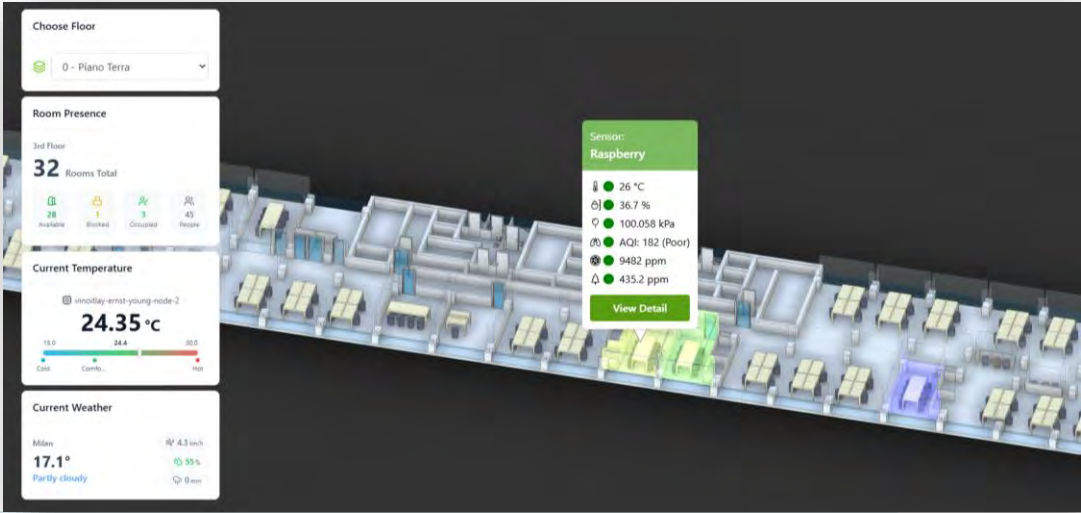 Choose Floor
0 - Piano Terra
Room Presence
3rd Floor
32 Rooms Total
28 1 3 45
Available Blocked Occupied People
Current Temperature
innoitlay-ernst-young-node-2
24.35 °C
15.0 24.4 30.0
Cold Comfo... Hot
Current Weather
Milan 4.3 km/h
17.1° 55 %
Partly cloudy 0 mm
Sensor:
Raspberry
26 °C
36.7 %
100.058 kPa
AQI: 182 (Poor)
9482 ppm
435.2 ppm
View Detail